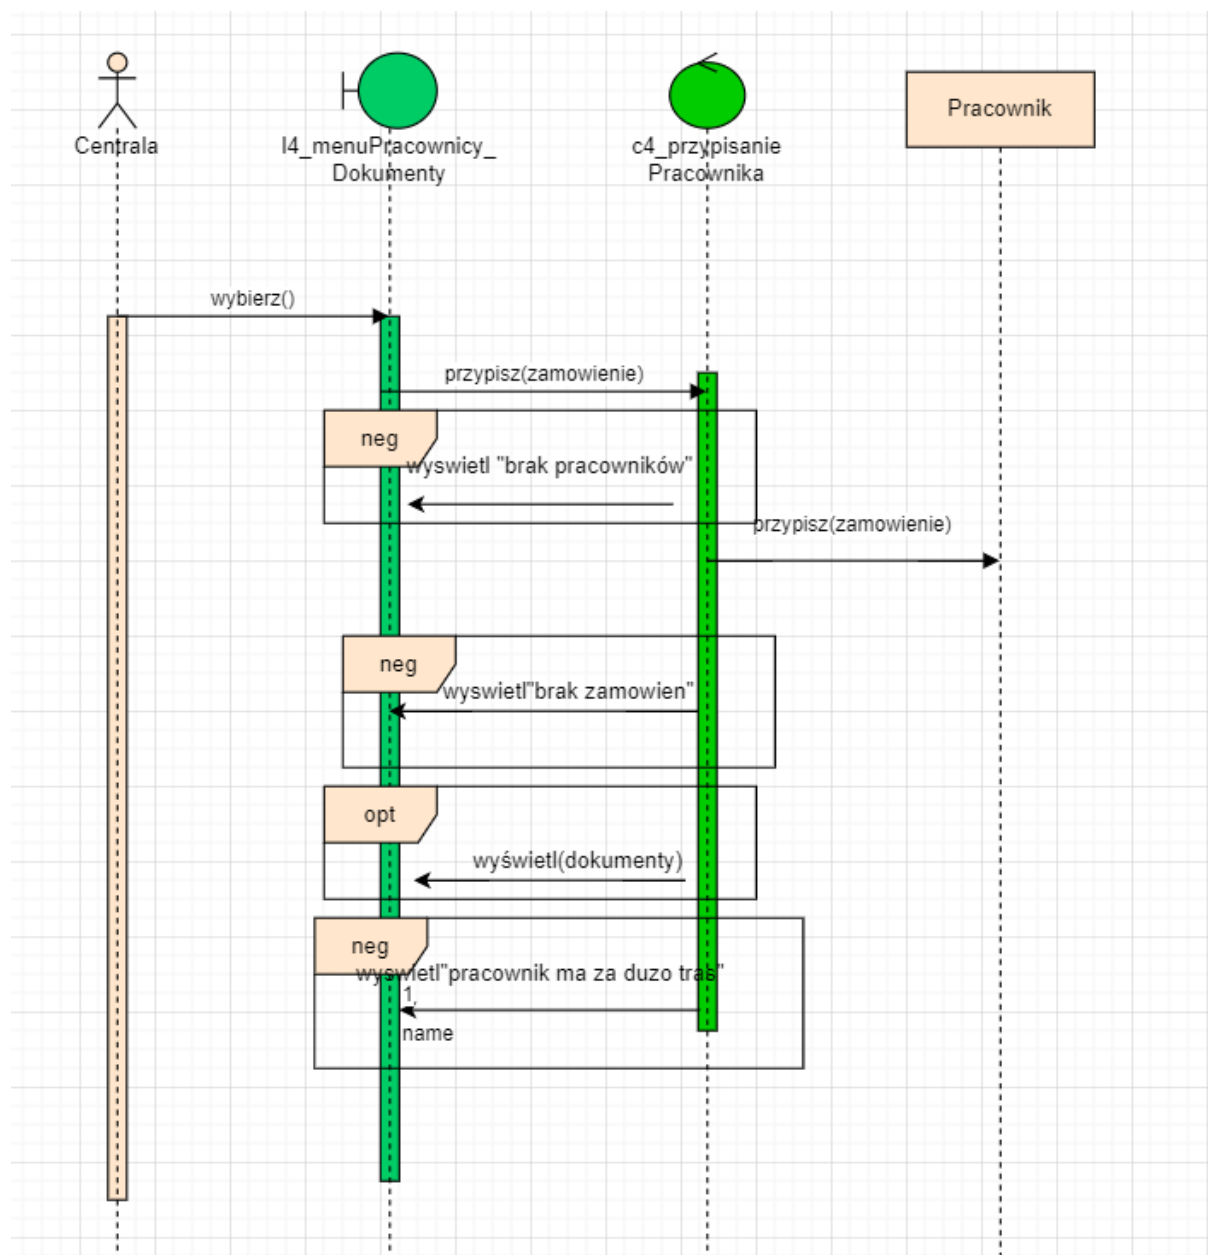 Centrala
I4_menuPracownicy_
Dokumenty
c4_przypisanie
Pracownika
Pracownik
wybierz()
przypisz(zamowienie)
neg
wyswietl "brak pracowników"
przypisz(zamowienie)
neg
wyswietl"brak zamowien"
opt
wyświetl(dokumenty)
neg
wyswietl"pracownik ma za duzo tras"
1,
name